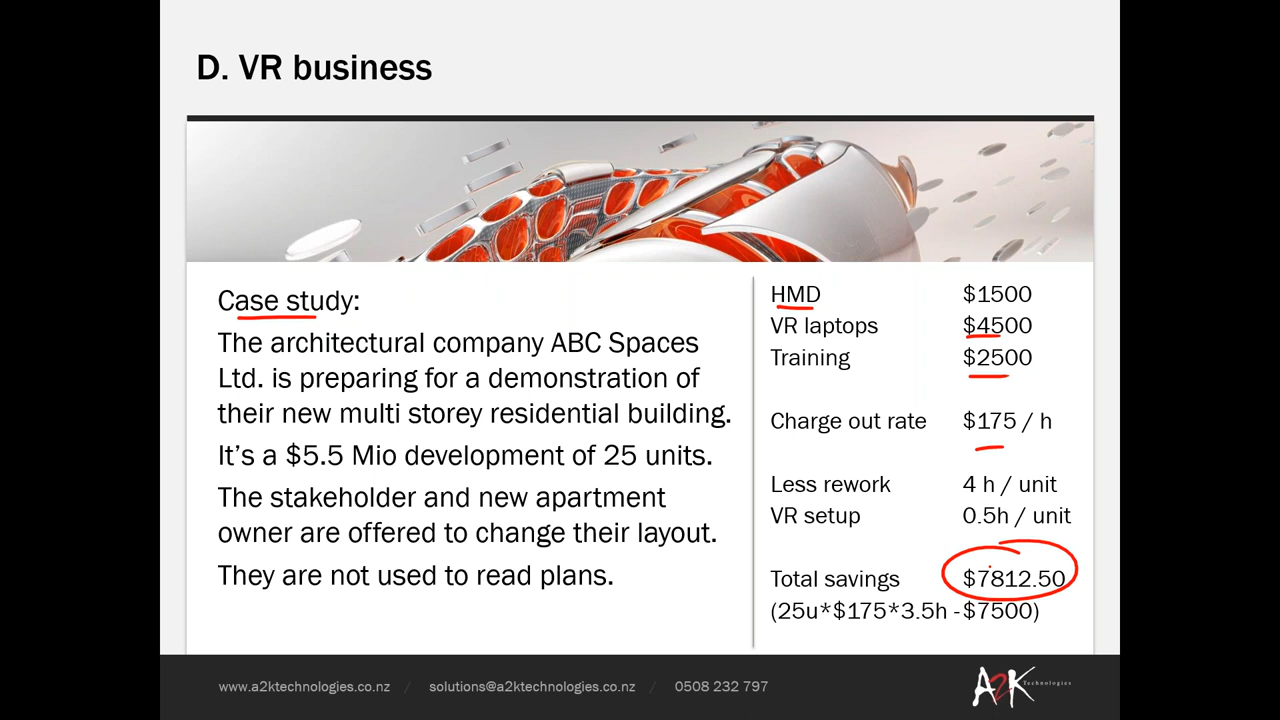 D. VR business
Case study:
The architectural company ABC Spaces
Ltd. is preparing for a demonstration of
their new multi storey residential building.
It's a $5.5 Mio development of 25 units.
The stakeholder and new apartment
owner are offered to change their layout.
They are not used to read plans.
HMD $1500
VR laptops $4500
Training $2500
Charge out rate $175 / h
Less rework 4 h / unit
VR setup 0.5h / unit
Total savings $7812.50
(25u*$175*3.5h -$7500)
www.a2ktechnologies.co.nz / solutions@a2ktechnologies.co.nz / 0508 232 797
A2K Technologies